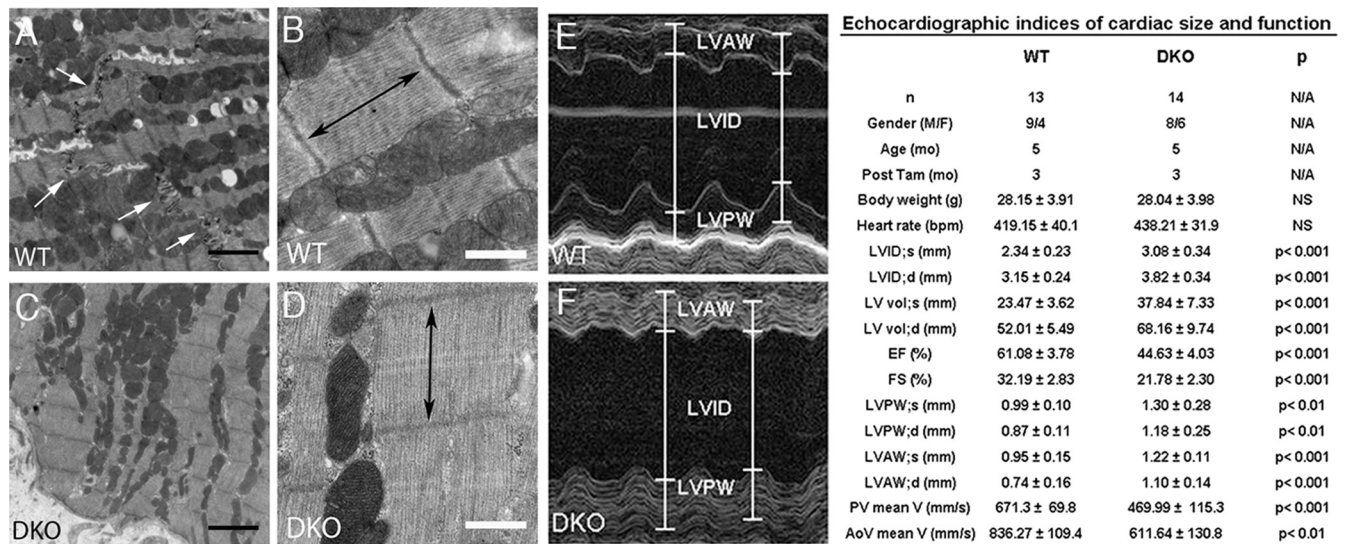 A
WT
B
WT
C
DKO
D
DKO
E
LVAW
LVID
LVPW
WT
F
LVAW
LVID
LVPW
DKO
Echocardiographic indices of cardiac size and function
WT DKO p
n 13 14 N/A
Gender (M/F) 9/4 8/6 N/A
Age (mo) 5 5 N/A
Post Tam (mo) 3 3 N/A
Body weight (g) 28.15 ± 3.91 28.04 ± 3.98 NS
Heart rate (bpm) 419.15 ± 40.1 438.21 ± 31.9 NS
LVID;s (mm) 2.34 ± 0.23 3.08 ± 0.34 p< 0.001
LVID;d (mm) 3.15 ± 0.24 3.82 ± 0.34 p< 0.001
LV vol;s (mm) 23.47 ± 3.62 37.84 ± 7.33 p< 0.001
LV vol;d (mm) 52.01 ± 5.49 68.16 ± 9.74 p< 0.001
EF (%) 61.08 ± 3.78 44.63 ± 4.03 p< 0.001
FS (%) 32.19 ± 2.83 21.78 ± 2.30 p< 0.001
LVPW;s (mm) 0.99 ± 0.10 1.30 ± 0.28 p< 0.01
LVPW;d (mm) 0.87 ± 0.11 1.18 ± 0.25 p< 0.01
LVAW;s (mm) 0.95 ± 0.15 1.22 ± 0.11 p< 0.001
LVAW;d (mm) 0.74 ± 0.16 1.10 ± 0.14 p< 0.001
PV mean V (mm/s) 671.3 ± 69.8 469.99 ± 115.3 p< 0.001
AoV mean V (mm/s) 836.27 ± 109.4 611.64 ± 130.8 p< 0.01